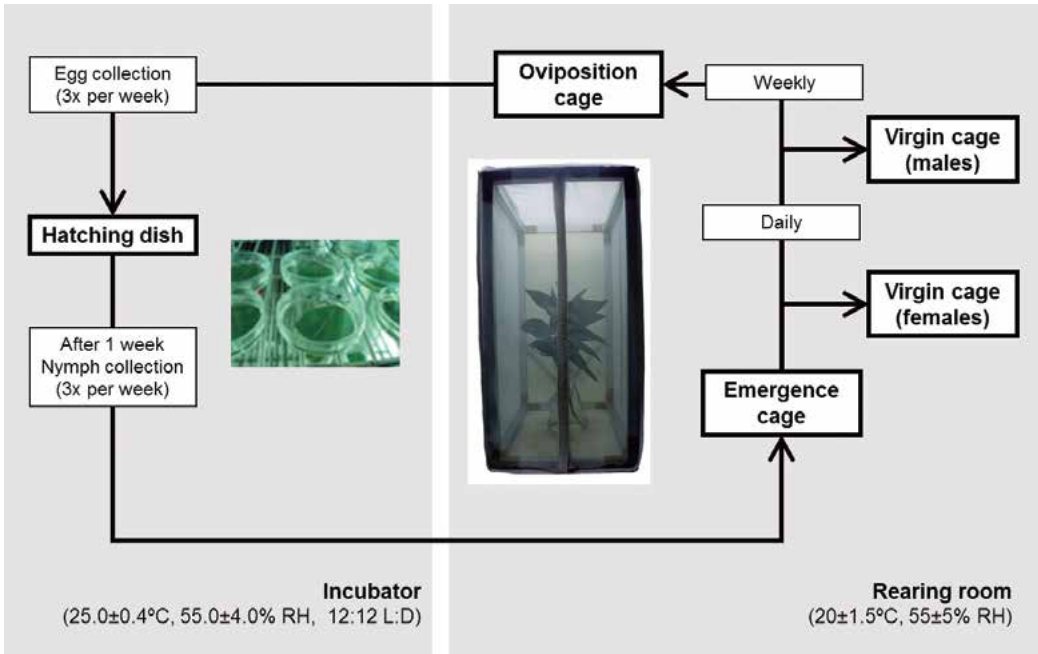 Egg collection
(3x per week)
Oviposition
cage
Weekly
Virgin cage
(males)
Hatching dish
Daily
Virgin cage
(females)
After 1 week
Nymph collection
(3x per week)
Emergence
cage
Incubator
(25.0±0.4ºC, 55.0±4.0% RH, 12:12 L:D)
Rearing room
(20±1.5ºC, 55±5% RH)